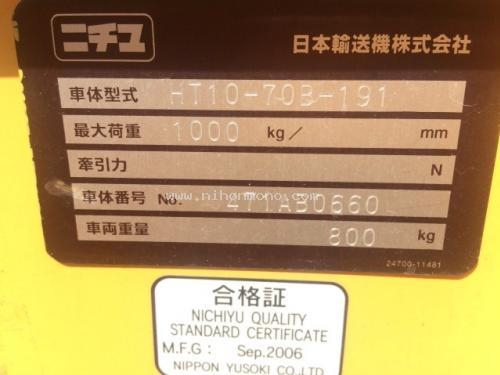 ニチユ 日本輸送機株式会社
車体型式 HT10-70B-191
最大荷重 1000 kg/ mm
牽引力 N
車体番号 No. 471AB0660
車両重量 800 kg
24700-11481
www.nihonmono.com
合格証
NICHIYU QUALITY
STANDARD CERTIFICATE
M.F.G : Sep.2006
NIPPON YUSOKI CO.,LTD